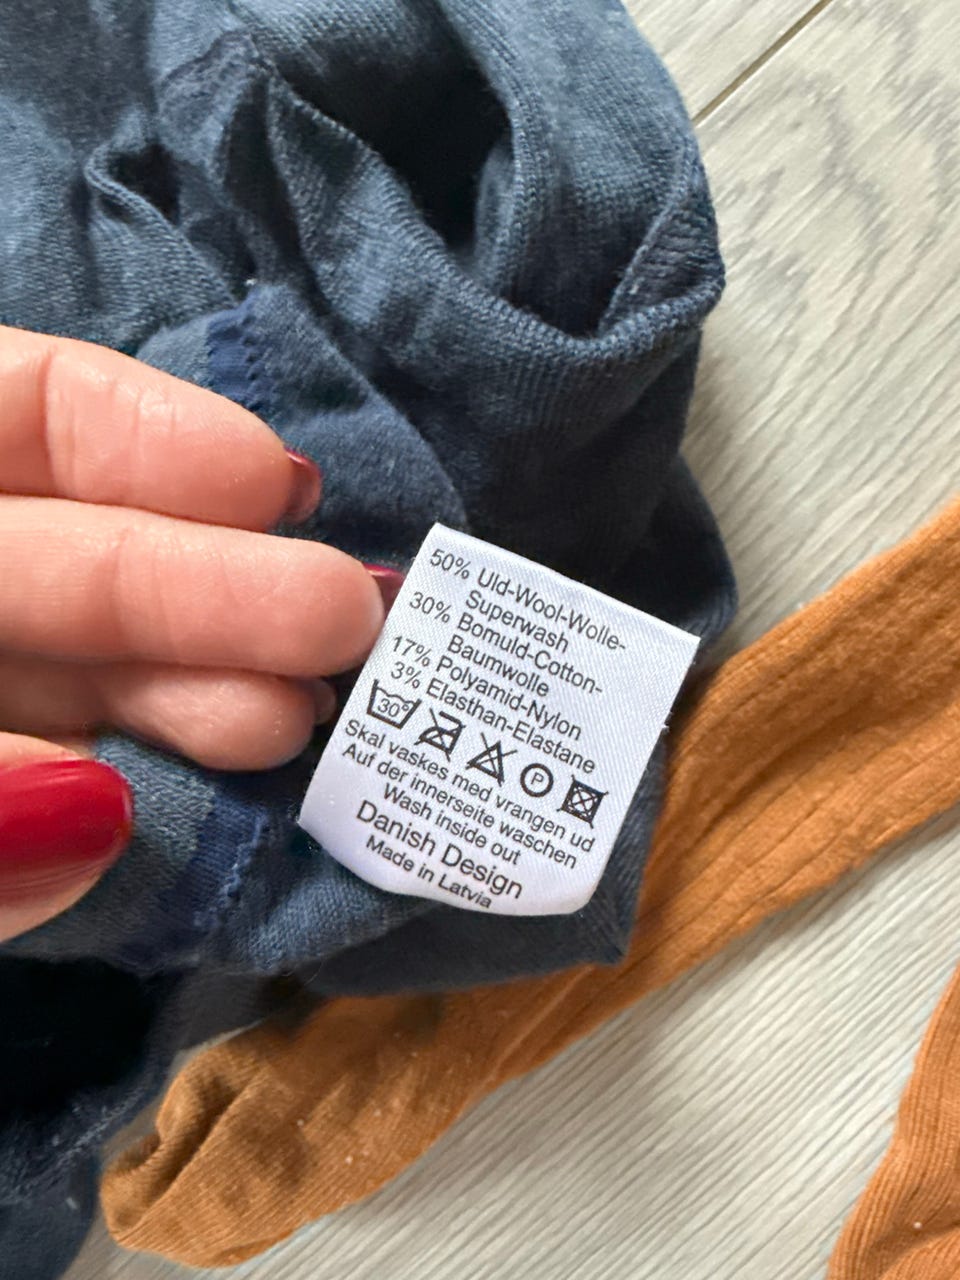 50% Uld-Wool-Wolle-
Superwash
30% Bomuld-Cotton-
Baumwolle
17% Polyamid-Nylon
3% Elasthan-Elastane
30° P
Skal vaskes med vrangen ud
Auf der innerseite waschen
Wash inside out
Danish Design
Made in Latvia